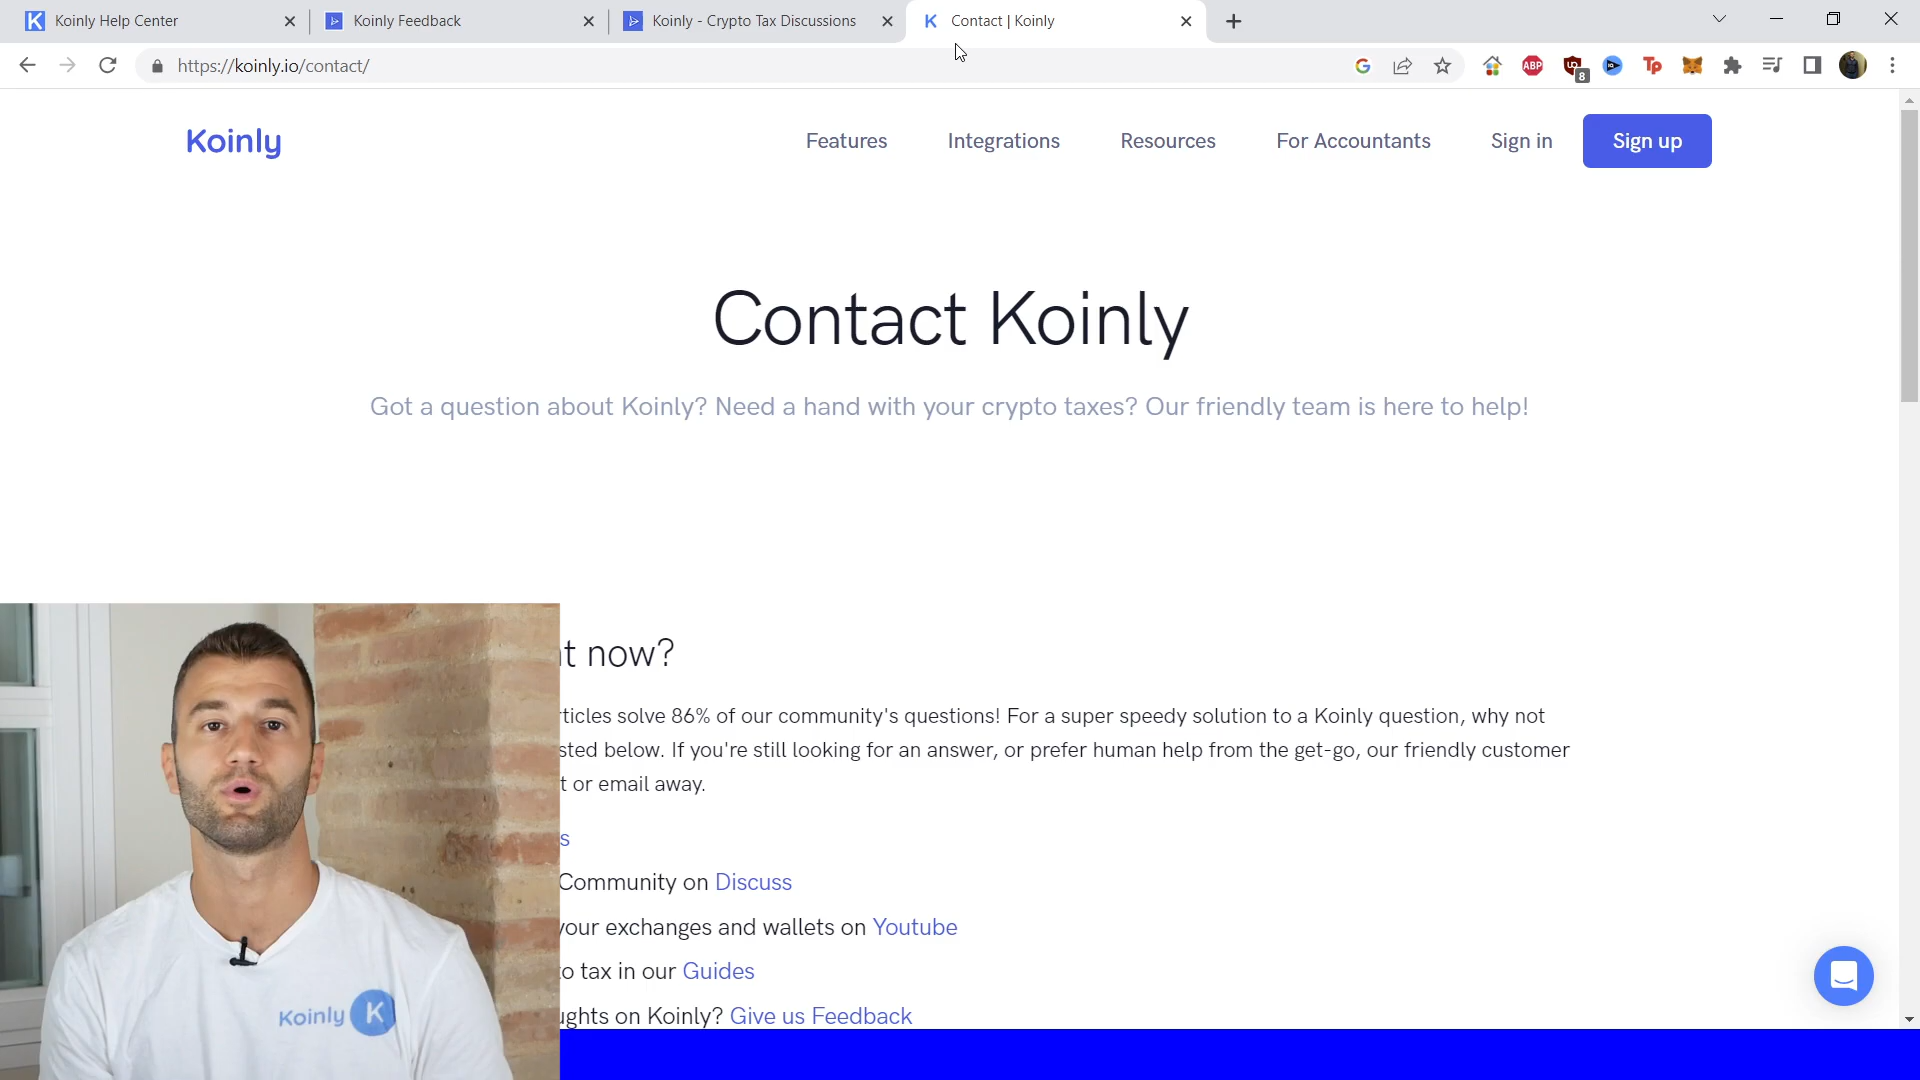 Koinly Help Center
Koinly Feedback
Koinly - Crypto Tax Discussions
Contact | Koinly
https://koinly.io/contact/
ABP
8
Tp
Koinly
Features
Integrations
Resources
For Accountants
Sign in
Sign up
Contact Koinly
Got a question about Koinly? Need a hand with your crypto taxes? Our friendly team is here to help!
t now?
ticles solve 86% of our community's questions! For a super speedy solution to a Koinly question, why not
sted below. If you're still looking for an answer, or prefer human help from the get-go, our friendly customer
t or email away.
s
Community on Discuss
your exchanges and wallets on Youtube
o tax in our Guides
ughts on Koinly? Give us Feedback
Koinly K